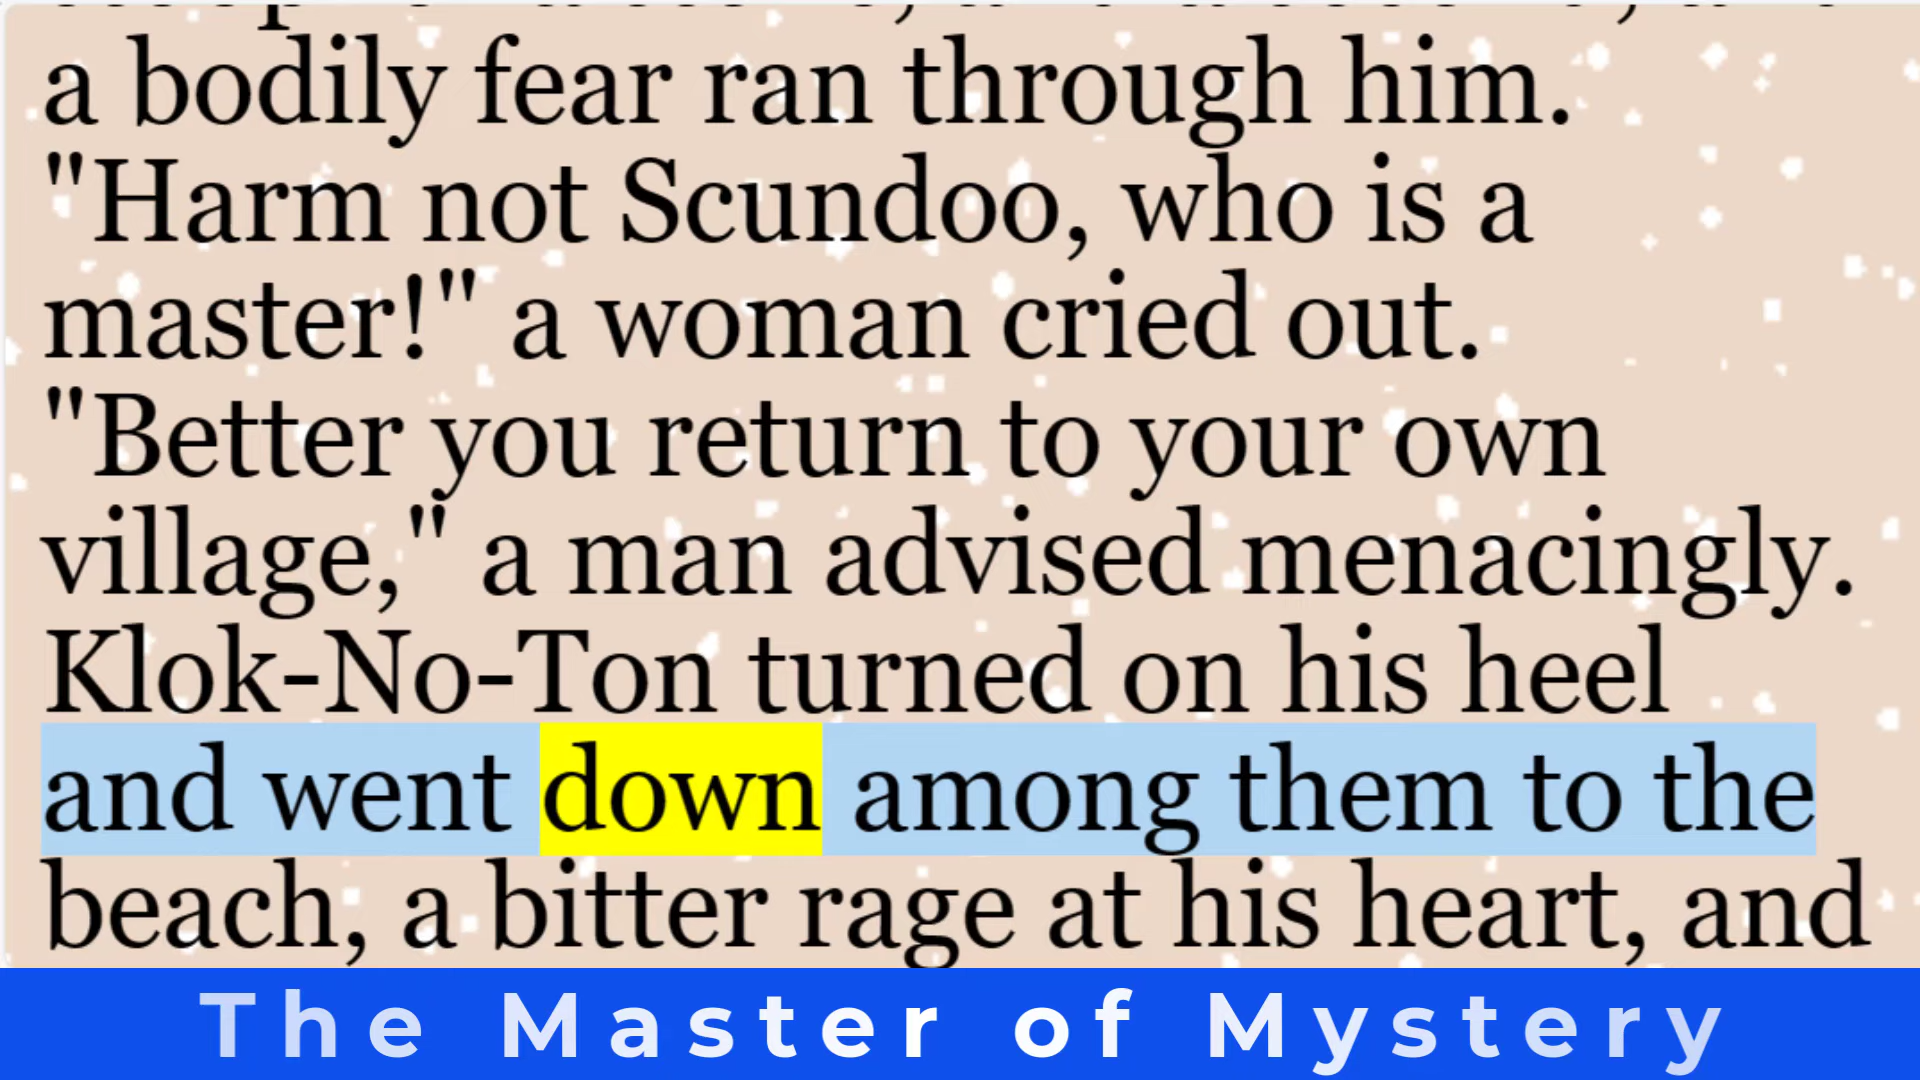 a bodily fear ran through him.
"Harm not Scundoo, who is a
master!" a woman cried out.
"Better you return to your own
village," a man advised menacingly.
Klok-No-Ton turned on his heel
and went down among them to the
beach, a bitter rage at his heart, and
The Master of Mystery